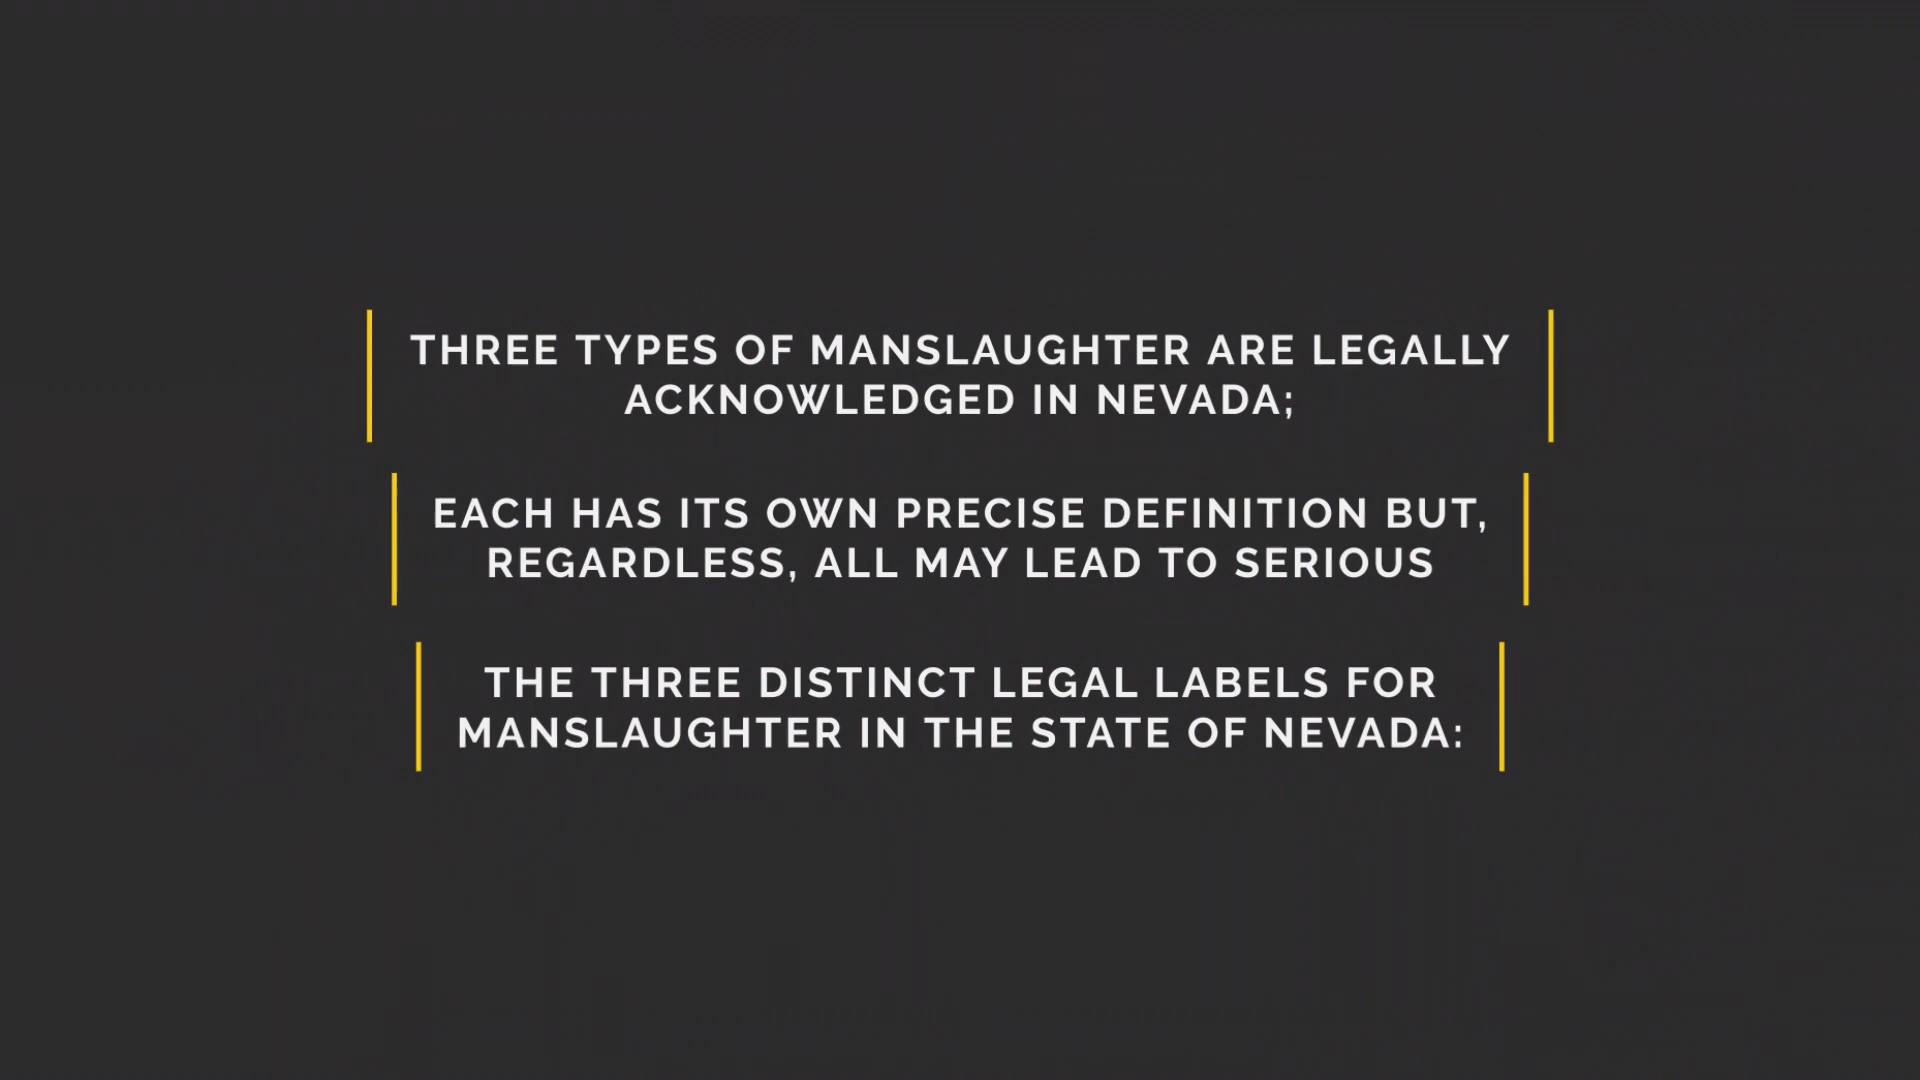 THREE TYPES OF MANSLAUGHTER ARE LEGALLY
ACKNOWLEDGED IN NEVADA;
EACH HAS ITS OWN PRECISE DEFINITION BUT,
REGARDLESS, ALL MAY LEAD TO SERIOUS
THE THREE DISTINCT LEGAL LABELS FOR
MANSLAUGHTER IN THE STATE OF NEVADA: